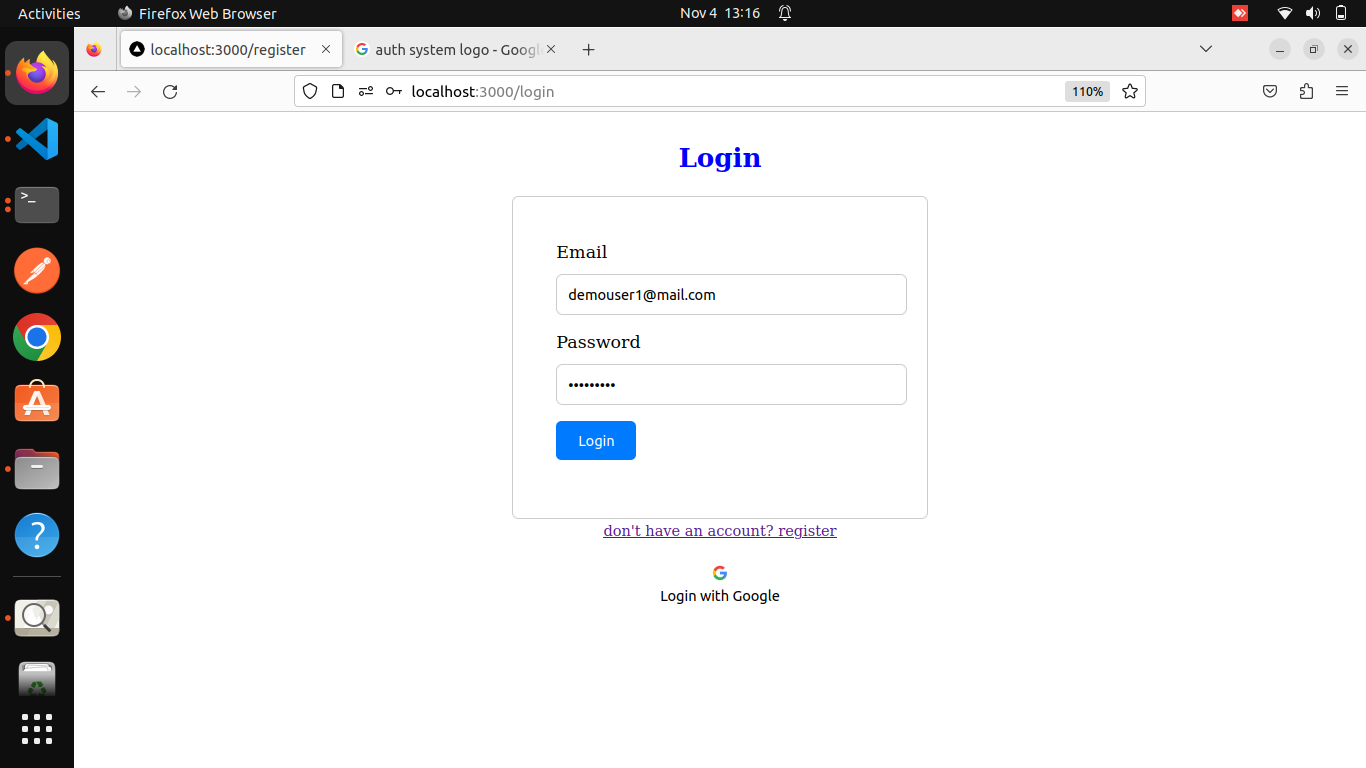 Activities Firefox Web Browser Nov 4 13:16
localhost:3000/register auth system logo - Googl
localhost:3000/login 110%
>_
Login
Email
demouser1@mail.com
Password
•••••••••
Login
don't have an account? register
Login with Google